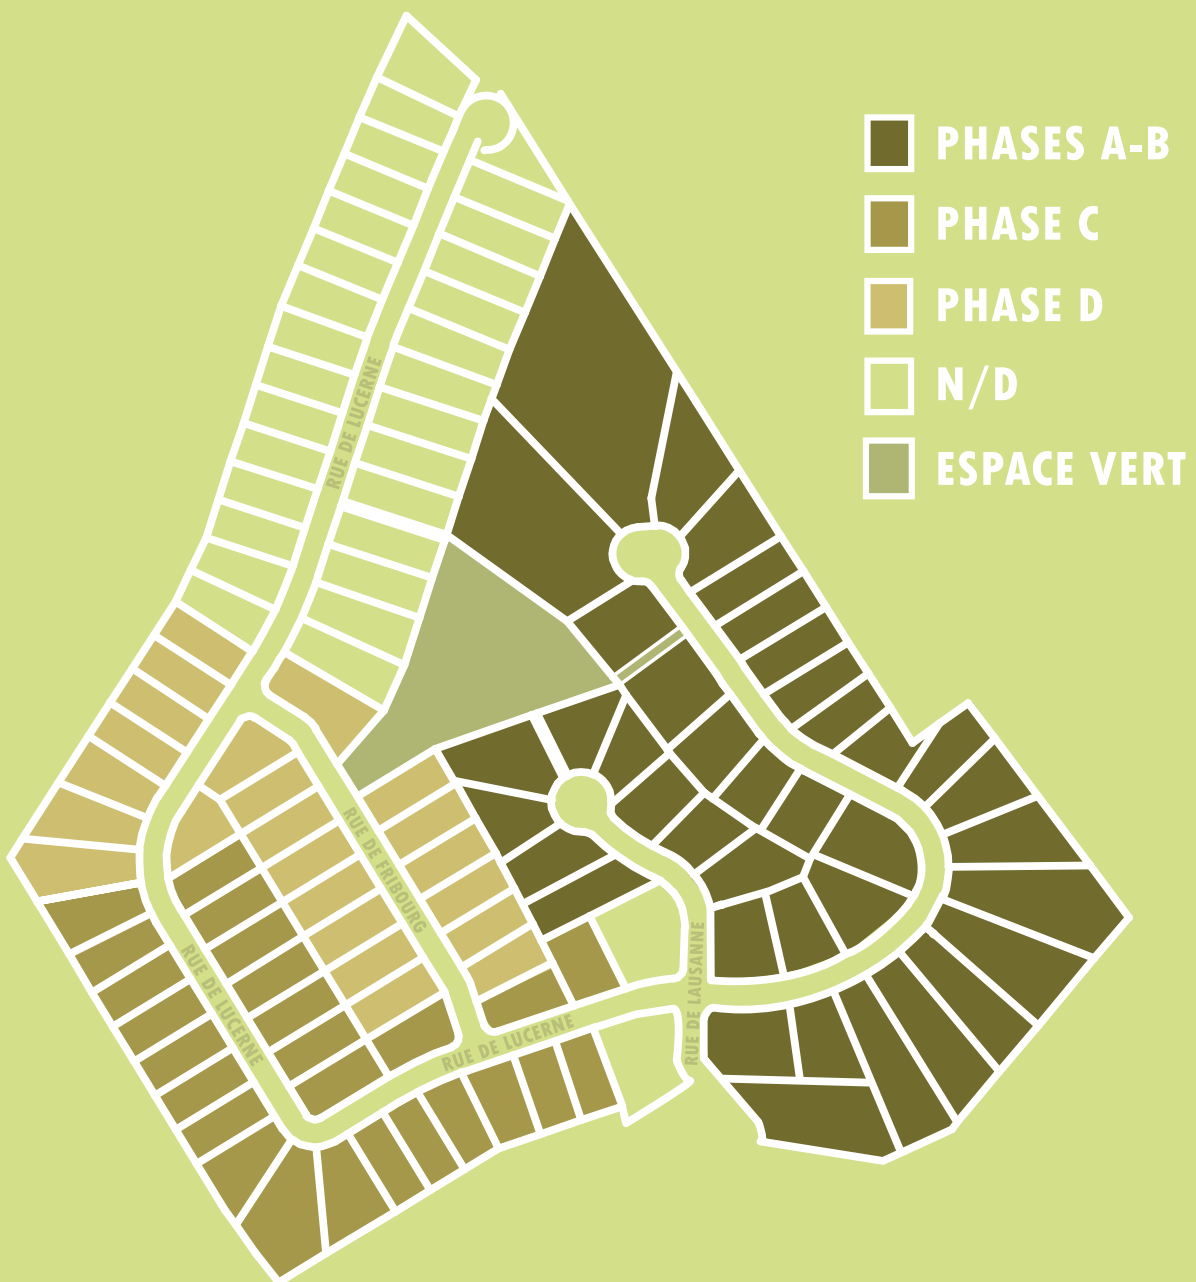 PHASES A-B
PHASE C
PHASE D
N/D
ESPACE VERT
RUE DE LUCERNE
RUE DE FRIBOURG
RUE DE LUCERNE
RUE DE LAUSANNE
RUE DE LUCERNE